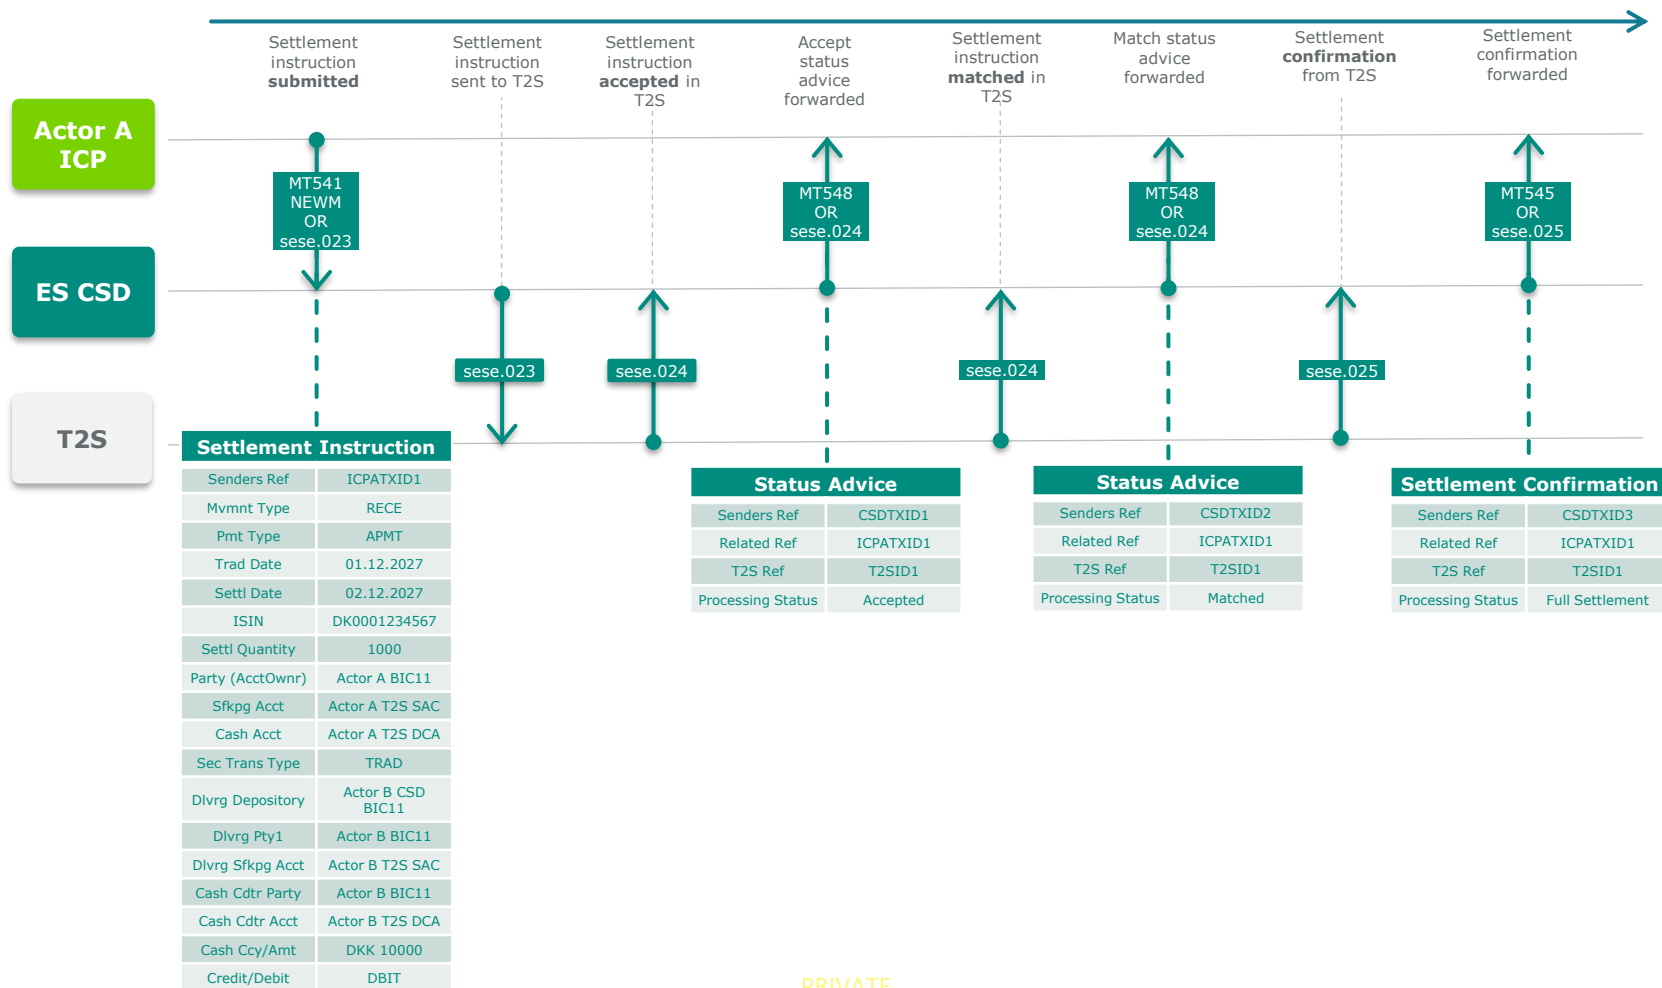 Settlement
instruction
submitted
Settlement
instruction
sent to T2S
Settlement
instruction
accepted in
T2S
Accept
status
advice
forwarded
Settlement
instruction
matched in
T2S
Match status
advice
forwarded
Settlement
confirmation
from T2S
Settlement
confirmation
forwarded
Actor A
ICP
MT541
NEWM
OR
sese.023
MT548
OR
sese.024
MT548
OR
sese.024
MT545
OR
sese.025
ES CSD
sese.023
sese.024
sese.024
sese.025
T2S
Settlement Instruction
Senders Ref ICPATXID1
Mvmnt Type RECE
Pmt Type APMT
Trad Date 01.12.2027
Settl Date 02.12.2027
ISIN DK0001234567
Settl Quantity 1000
Party (AcctOwnr) Actor A BIC11
Sfkpg Acct Actor A T2S SAC
Cash Acct Actor A T2S DCA
Sec Trans Type TRAD
Dlvrg Depository Actor B CSD
BIC11
Dlvrg Pty1 Actor B BIC11
Dlvrg Sfkpg Acct Actor B T2S SAC
Cash Cdtr Party Actor B BIC11
Cash Cdtr Acct Actor B T2S DCA
Cash Ccy/Amt DKK 10000
Credit/Debit DBIT
Status Advice
Senders Ref CSDTXID1
Related Ref ICPATXID1
T2S Ref T2SID1
Processing Status Accepted
Status Advice
Senders Ref CSDTXID2
Related Ref ICPATXID1
T2S Ref T2SID1
Processing Status Matched
Settlement Confirmation
Senders Ref CSDTXID3
Related Ref ICPATXID1
T2S Ref T2SID1
Processing Status Full Settlement
PRIVATE